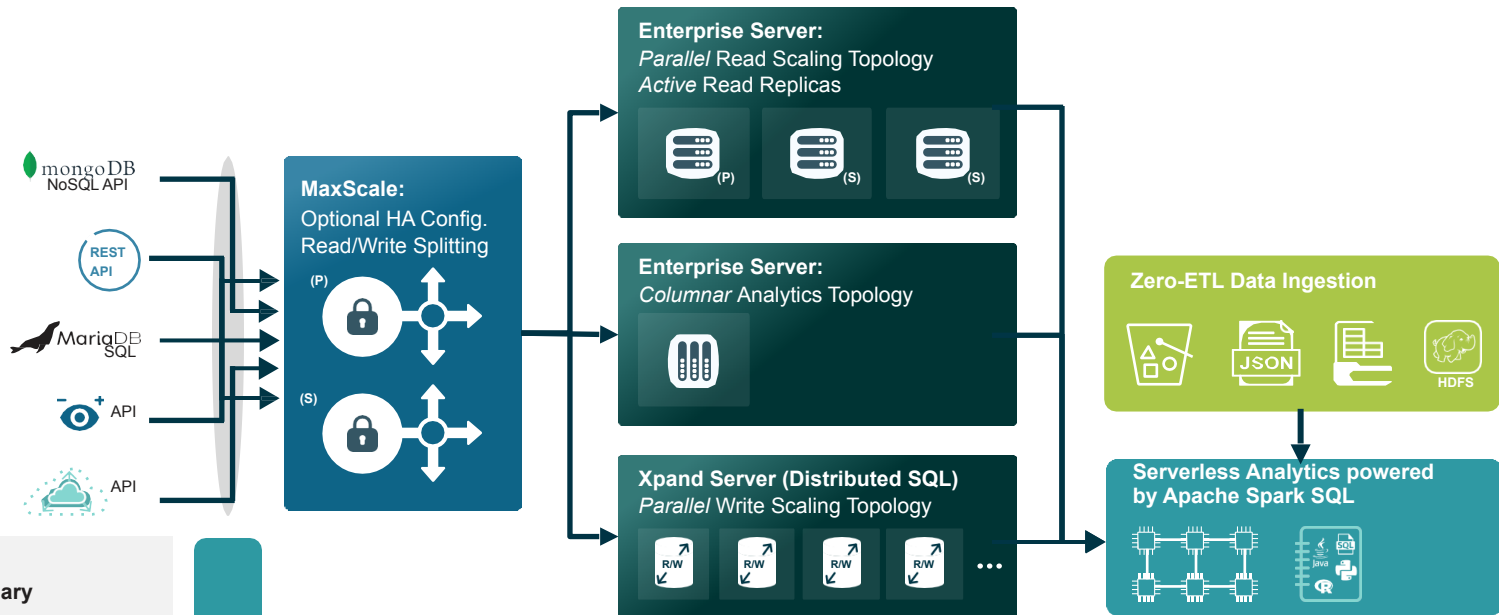 mongoDB
NoSQL API
REST
API
MariaDB
SQL
API
API
MaxScale:
Optional HA Config.
Read/Write Splitting
(P)
(S)
Enterprise Server:
Parallel Read Scaling Topology
Active Read Replicas
(P)
(S)
(S)
Enterprise Server:
Columnar Analytics Topology
Xpand Server (Distributed SQL)
Parallel Write Scaling Topology
R/W
R/W
R/W
R/W
...
Zero-ETL Data Ingestion
JSON
HDFS
Serverless Analytics powered
by Apache Spark SQL
SQL
Java
R
ary